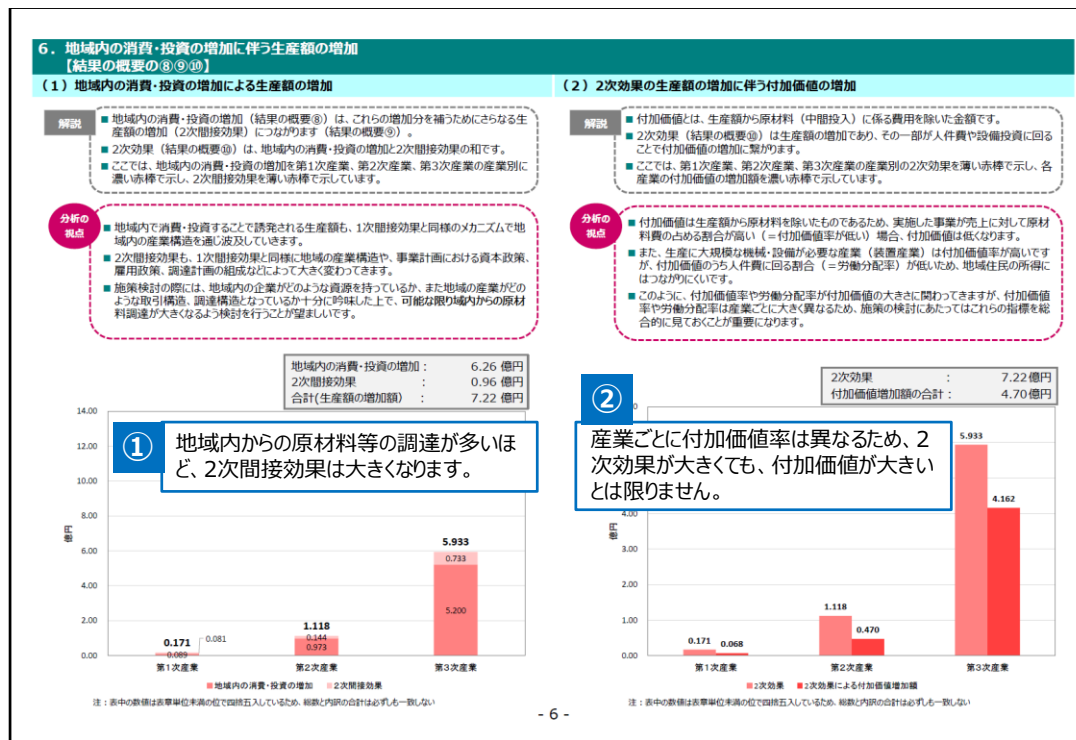 6．地域内の消費・投資の増加に伴う生産額の増加
【結果の概要の⑧⑨⑩】
（１）地域内の消費・投資の増加による生産額の増加
解説
■ 地域内の消費・投資の増加（結果の概要⑧）は、これらの増加分を補うためにさらなる生
産額の増加（2次間接効果）につながります（結果の概要⑨）。
■ 2次効果（結果の概要⑩）は、地域内の消費・投資の増加と2次間接効果の和です。
■ ここでは、地域内の消費・投資の増加を第1次産業、第2次産業、第3次産業の産業別に
濃い赤棒で示し、2次間接効果を薄い赤棒で示しています。
分析の
視点
■ 地域内で消費・投資することで誘発される生産額も、1次間接効果と同様のメカニズムで地
域内の産業構造を通じ波及していきます。
■ 2次間接効果も、1次間接効果と同様に地域の産業構造や、事業計画における資本政策、
雇用政策、調達計画の組成などによって大きく変わってきます。
■ 施策検討の際には、地域内の企業がどのような資源を持っているか、また地域の産業がど
のような取引構造、調達構造となっているか十分に吟味した上で、可能な限り域内からの原材
料調達が大きくなるよう検討を行うことが望ましいです。
地域内の消費・投資の増加： 6.26 億円
2次間接効果 ： 0.96 億円
合計(生産額の増加額) ： 7.22 億円
①
地域内からの原材料等の調達が多いほ
ど、２次間接効果は大きくなります。
億円
14.00
12.00
10.00
8.00
6.00
4.00
2.00
0.00
0.171
0.081
0.089
1.118
0.144
0.973
5.933
0.733
5.200
第1次産業
第2次産業
第3次産業
■地域内の消費・投資の増加 ■2次間接効果
注：表中の数値は表章単位未満の位で四捨五入しているため、総数と内訳の合計は必ずしも一致しない
（２）2次効果の生産額の増加に伴う付加価値の増加
解説
■ 付加価値とは、生産額から原材料（中間投入）に係る費用を除いた金額です。
■ 2次効果（結果の概要⑩）は生産額の増加であり、その一部が人件費や設備投資に回る
ことで付加価値の増加に繋がります。
■ ここでは、第1次産業、第2次産業、第3次産業の産業別の2次効果を薄い赤棒で示し、各
産業の付加価値の増加額を濃い赤棒で示しています。
分析の
視点
■ 付加価値は生産額から原材料を除いたものであるため、実施した事業が売上に対して原材
料費の占める割合が高い（＝付加価値率が低い）場合、付加価値は低くなります。
■ また、生産に大規模な機械・設備が必要な産業（装置産業）は付加価値率が高いです
が、付加価値のうち人件費に回る割合（＝労働分配率）が低いため、地域住民の所得に
はつながりにくいです。
■ このように、付加価値率や労働分配率が付加価値の大きさに関わってきますが、付加価値
率や労働分配率は産業ごとに大きく異なるため、施策の検討にあたってはこれらの指標を総
合的に見ておくことが重要になります。
2次効果 ： 7.22億円
付加価値増加額の合計： 4.70億円
②
産業ごとに付加価値率は異なるため、２
次効果が大きくても、付加価値が大きい
とは限りません。
億円
4.00
3.00
2.00
1.00
0.00
0.171
0.068
1.118
0.470
5.933
4.162
第1次産業
第2次産業
第3次産業
■2次効果 ■2次効果による付加価値増加額
注：表中の数値は表章単位未満の位で四捨五入しているため、総数と内訳の合計は必ずしも一致しない
- 6 -